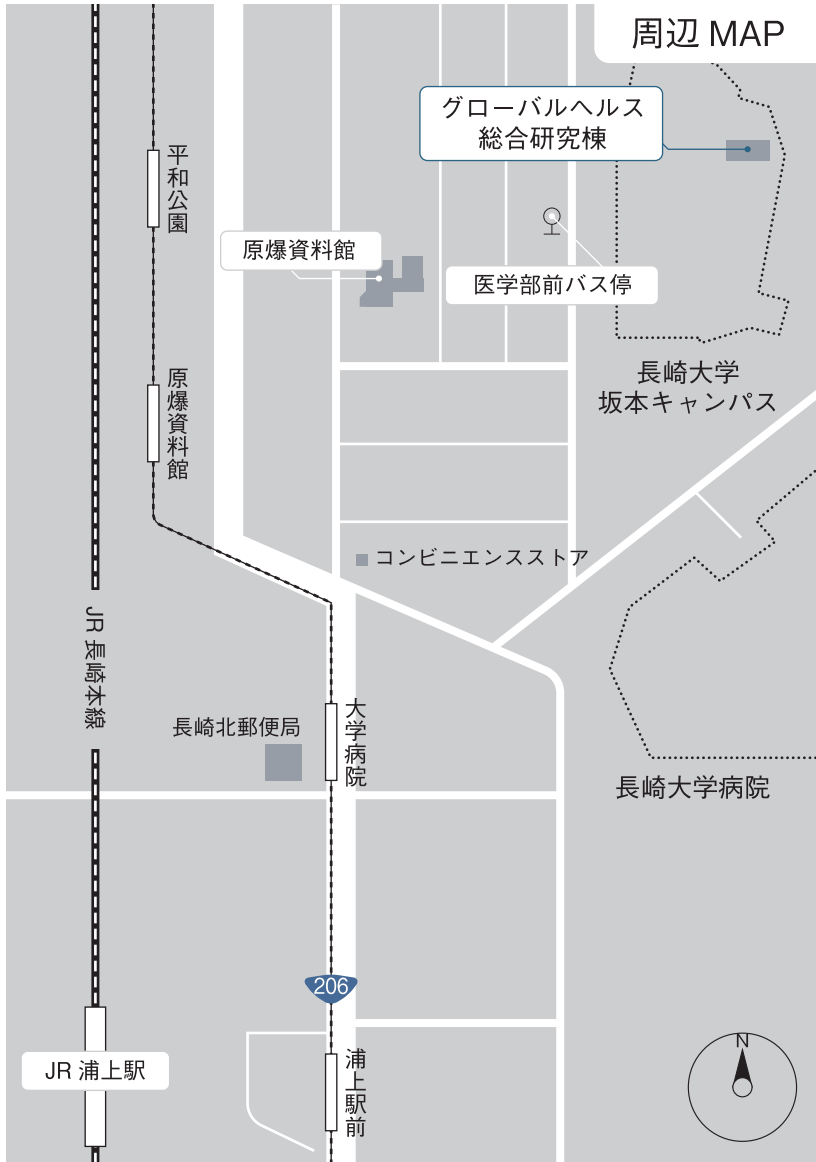 周辺 MAP
グローバルヘルス
総合研究棟
平和公園
原爆資料館
医学部前バス停
長崎大学
坂本キャンパス
原爆資料館
コンビニエンスストア
JR 長崎本線
長崎北郵便局
大学病院
長崎大学病院
206
N
JR 浦上駅
浦上駅前